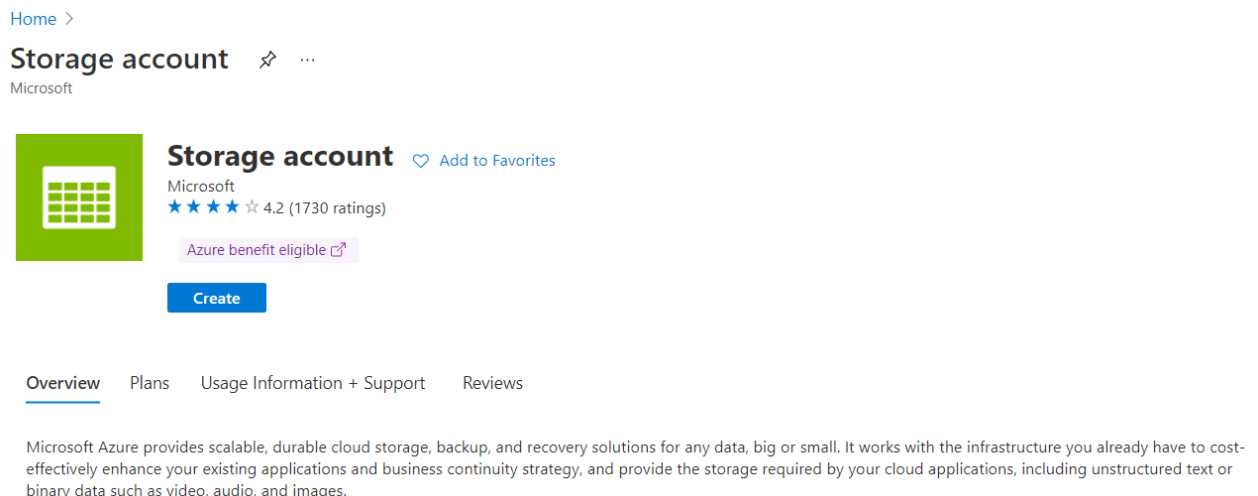 Home >
Storage account ...
Microsoft
Storage account Add to Favorites
Microsoft
4.2 (1730 ratings)
Azure benefit eligible
Create
Overview Plans Usage Information + Support Reviews
Microsoft Azure provides scalable, durable cloud storage, backup, and recovery solutions for any data, big or small. It works with the infrastructure you already have to cost-
effectively enhance your existing applications and business continuity strategy, and provide the storage required by your cloud applications, including unstructured text or
binary data such as video, audio, and images.